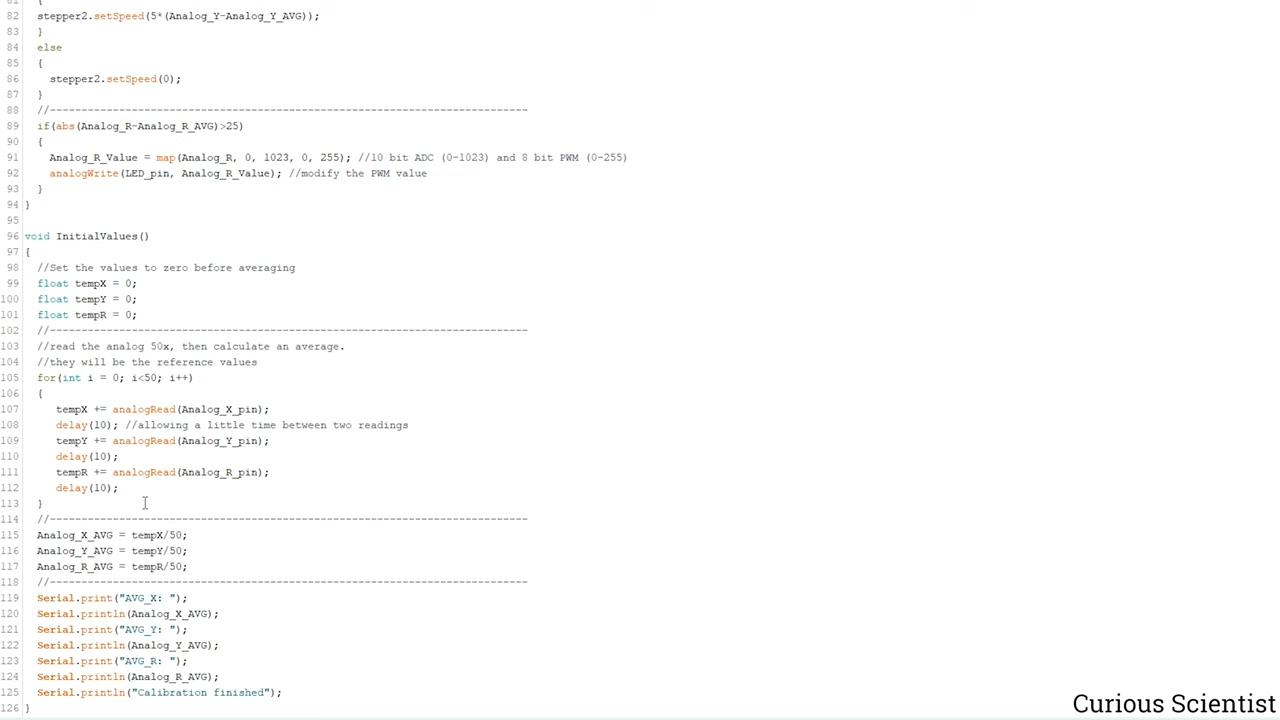 81 {
82 stepper2.setSpeed(5*(Analog_Y-Analog_Y_AVG));
83 }
84 else
85 {
86 stepper2.setSpeed(0);
87 }
88 //----------------------------------------------------------------------------
89 if(abs(Analog_R-Analog_R_AVG)>25)
90 {
91 Analog_R_Value = map(Analog_R, 0, 1023, 0, 255); //10 bit ADC (0-1023) and 8 bit PWM (0-255)
92 analogWrite(LED_pin, Analog_R_Value); //modify the PWM value
93 }
94 }
95
96 void InitialValues()
97 {
98 //Set the values to zero before averaging
99 float tempX = 0;
100 float tempY = 0;
101 float tempR = 0;
102 //----------------------------------------------------------------------------
103 //read the analog 50x, then calculate an average.
104 //they will be the reference values
105 for(int i = 0; i<50; i++)
106 {
107 tempX += analogRead(Analog_X_pin);
108 delay(10); //allowing a little time between two readings
109 tempY += analogRead(Analog_Y_pin);
110 delay(10);
111 tempR += analogRead(Analog_R_pin);
112 delay(10);
113 }
114 //----------------------------------------------------------------------------
115 Analog_X_AVG = tempX/50;
116 Analog_Y_AVG = tempY/50;
117 Analog_R_AVG = tempR/50;
118 //----------------------------------------------------------------------------
119 Serial.print("AVG_X: ");
120 Serial.println(Analog_X_AVG);
121 Serial.print("AVG_Y: ");
122 Serial.println(Analog_Y_AVG);
123 Serial.print("AVG_R: ");
124 Serial.println(Analog_R_AVG);
125 Serial.println("Calibration finished");
126 }
Curious Scientist